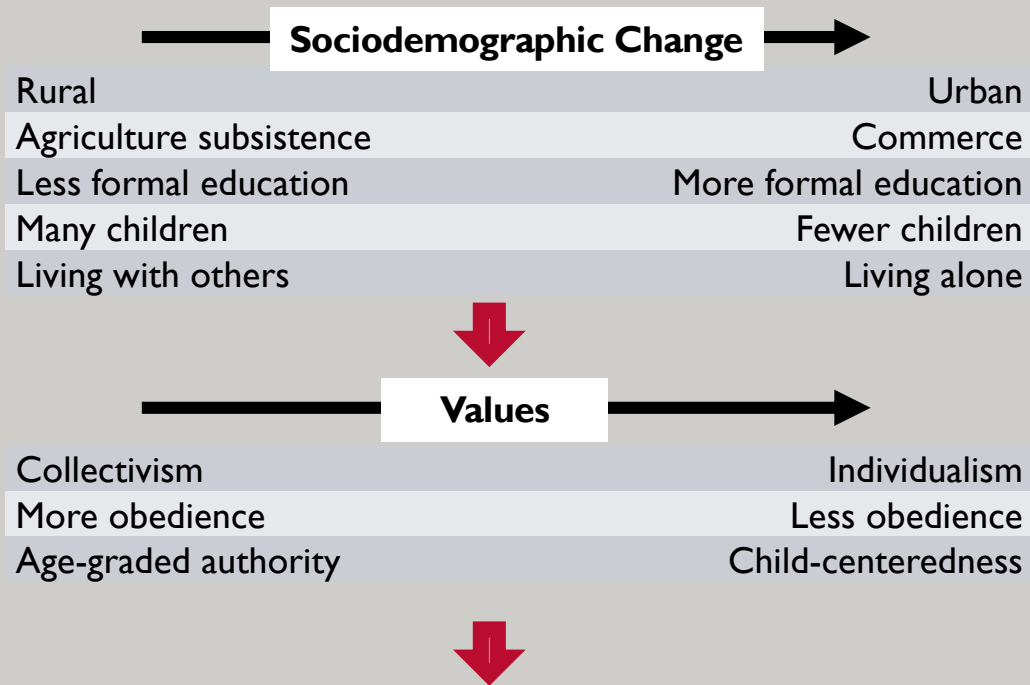 Sociodemographic Change
Rural Urban
Agriculture subsistence Commerce
Less formal education More formal education
Many children Fewer children
Living with others Living alone
Values
Collectivism Individualism
More obedience Less obedience
Age-graded authority Child-centeredness